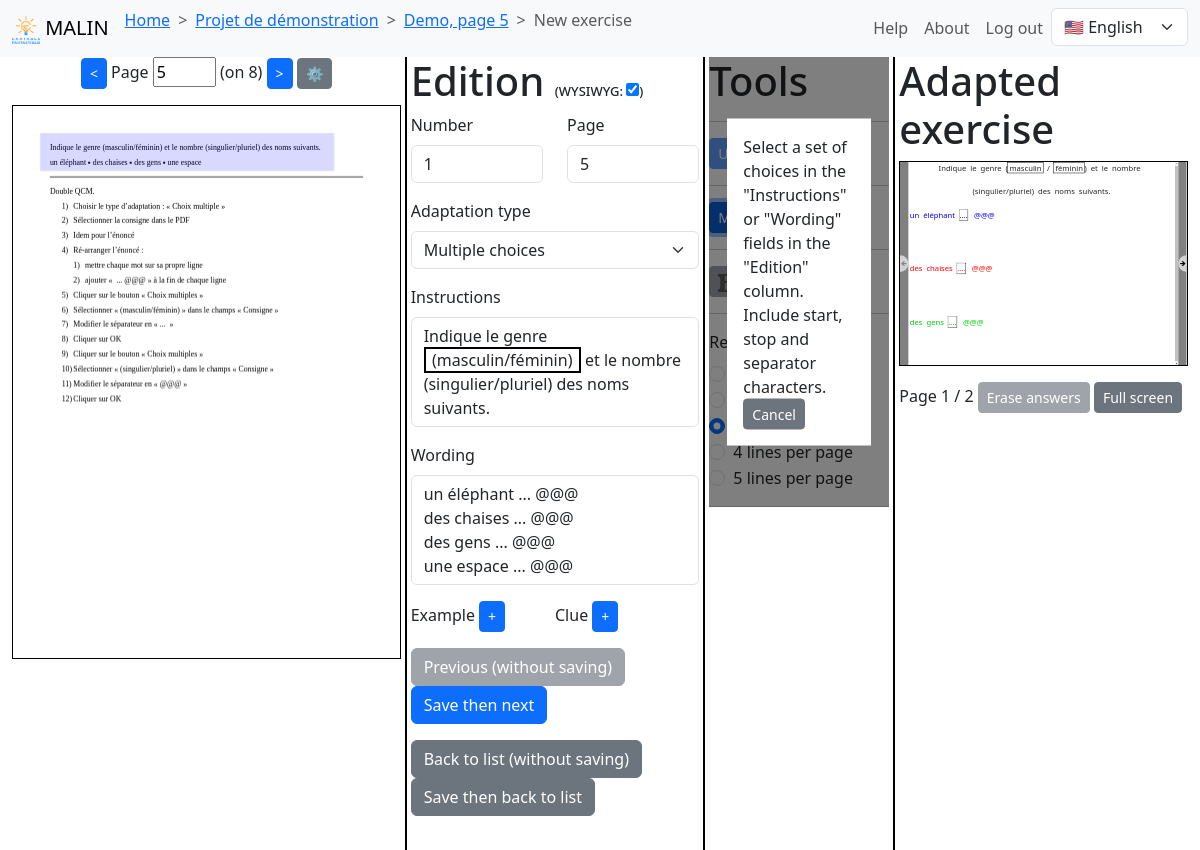 MALIN
Home > Projet de démonstration > Demo, page 5 > New exercise
Help About Log out 🇺🇸 English
< Page 5 (on 8) > ⚙️
Indique le genre (masculin/féminin) et le nombre (singulier/pluriel) des noms suivants.
un éléphant • des chaises • des gens • une espace
Double QCM.
1) Choisir le type d’adaptation : « Choix multiple »
2) Sélectionner la consigne dans le PDF
3) Idem pour l’énoncé
4) Ré-arranger l’énoncé :
1) mettre chaque mot sur sa propre ligne
2) ajouter « ... @@@ » à la fin de chaque ligne
5) Cliquer sur le bouton « Choix multiples »
6) Sélectionner « (masculin/féminin) » dans le champs « Consigne »
7) Modifier le séparateur en « ... »
8) Cliquer sur OK
9) Cliquer sur le bouton « Choix multiples »
10) Sélectionner « (singulier/pluriel) » dans le champs « Consigne »
11) Modifier le séparateur en « @@@ »
12) Cliquer sur OK
Edition (WYSIWYG: )
Number Page
1 5
Adaptation type
Multiple choices
Instructions
Indique le genre
(masculin/féminin) et le nombre
(singulier/pluriel) des noms
suivants.
Wording
un éléphant ... @@@
des chaises ... @@@
des gens ... @@@
une espace ... @@@
Example + Clue +
Previous (without saving)
Save then next
Back to list (without saving)
Save then back to list
Tools
Select a set of
choices in the
"Instructions"
or "Wording"
fields in the
"Edition"
column.
Include start,
stop and
separator
characters.
Cancel
4 lines per page
5 lines per page
Adapted
exercise
Indique le genre (masculin / féminin) et le nombre
(singulier/pluriel) des noms suivants.
un éléphant ... @@@
des chaises ... @@@
des gens ... @@@
Page 1 / 2 Erase answers Full screen